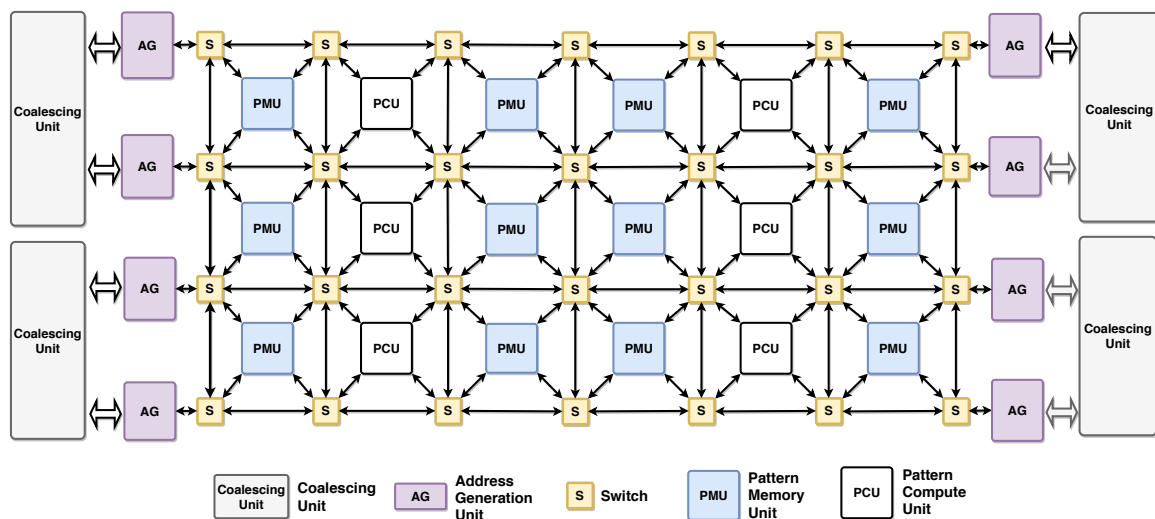 AG S S S S S S S AG
Coalescing
Unit
Coalescing
Unit
PMU PCU PMU PMU PCU PMU
AG S S S S S S S AG
PMU PCU PMU PMU PCU PMU
AG S S S S S S S AG
Coalescing
Unit
Coalescing
Unit
PMU PCU PMU PMU PCU PMU
AG S S S S S S S AG
Coalescing
Unit
Coalescing
Unit
AG
Address
Generation
Unit
S
Switch
PMU
Pattern
Memory
Unit
PCU
Pattern
Compute
Unit